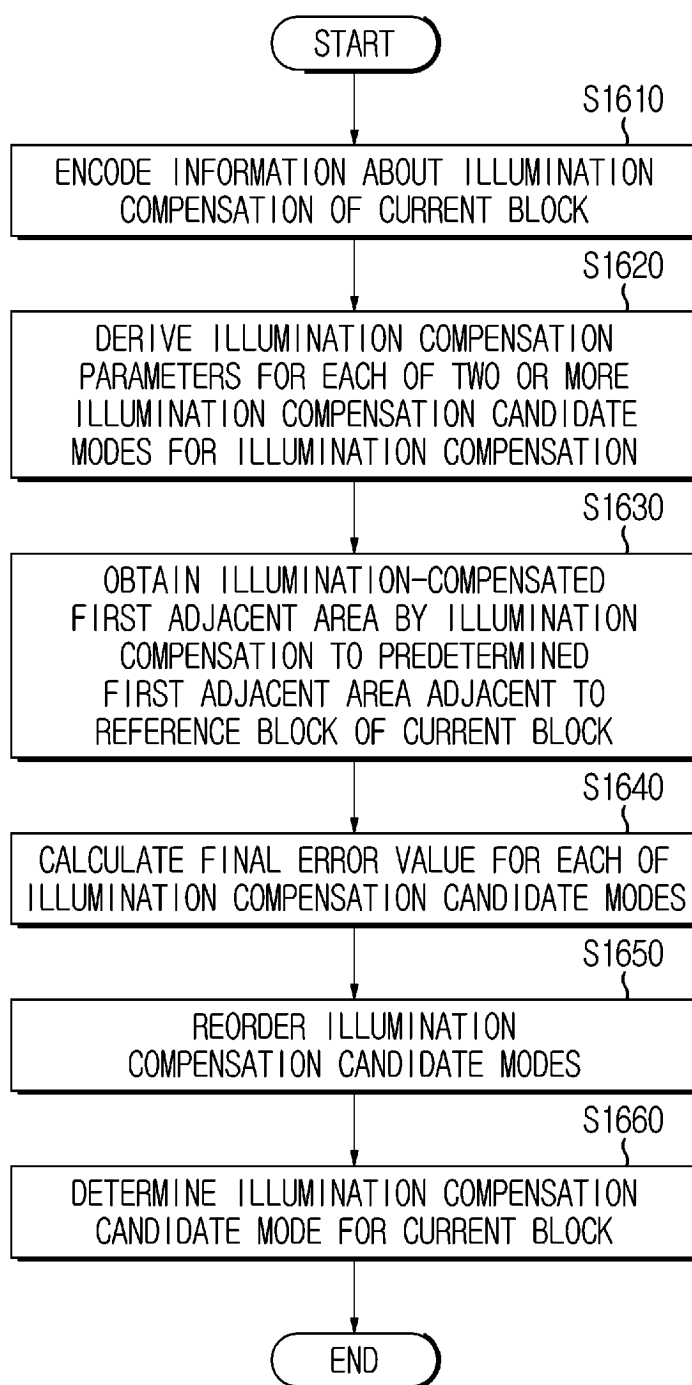 START
S1610
ENCODE INFORMATION ABOUT ILLUMINATION
COMPENSATION OF CURRENT BLOCK
S1620
DERIVE ILLUMINATION COMPENSATION
PARAMETERS FOR EACH OF TWO OR MORE
ILLUMINATION COMPENSATION CANDIDATE
MODES FOR ILLUMINATION COMPENSATION
S1630
OBTAIN ILLUMINATION-COMPENSATED
FIRST ADJACENT AREA BY ILLUMINATION
COMPENSATION TO PREDETERMINED
FIRST ADJACENT AREA ADJACENT TO
REFERENCE BLOCK OF CURRENT BLOCK
S1640
CALCULATE FINAL ERROR VALUE FOR EACH OF
ILLUMINATION COMPENSATION CANDIDATE MODES
S1650
REORDER ILLUMINATION
COMPENSATION CANDIDATE MODES
S1660
DETERMINE ILLUMINATION COMPENSATION
CANDIDATE MODE FOR CURRENT BLOCK
END